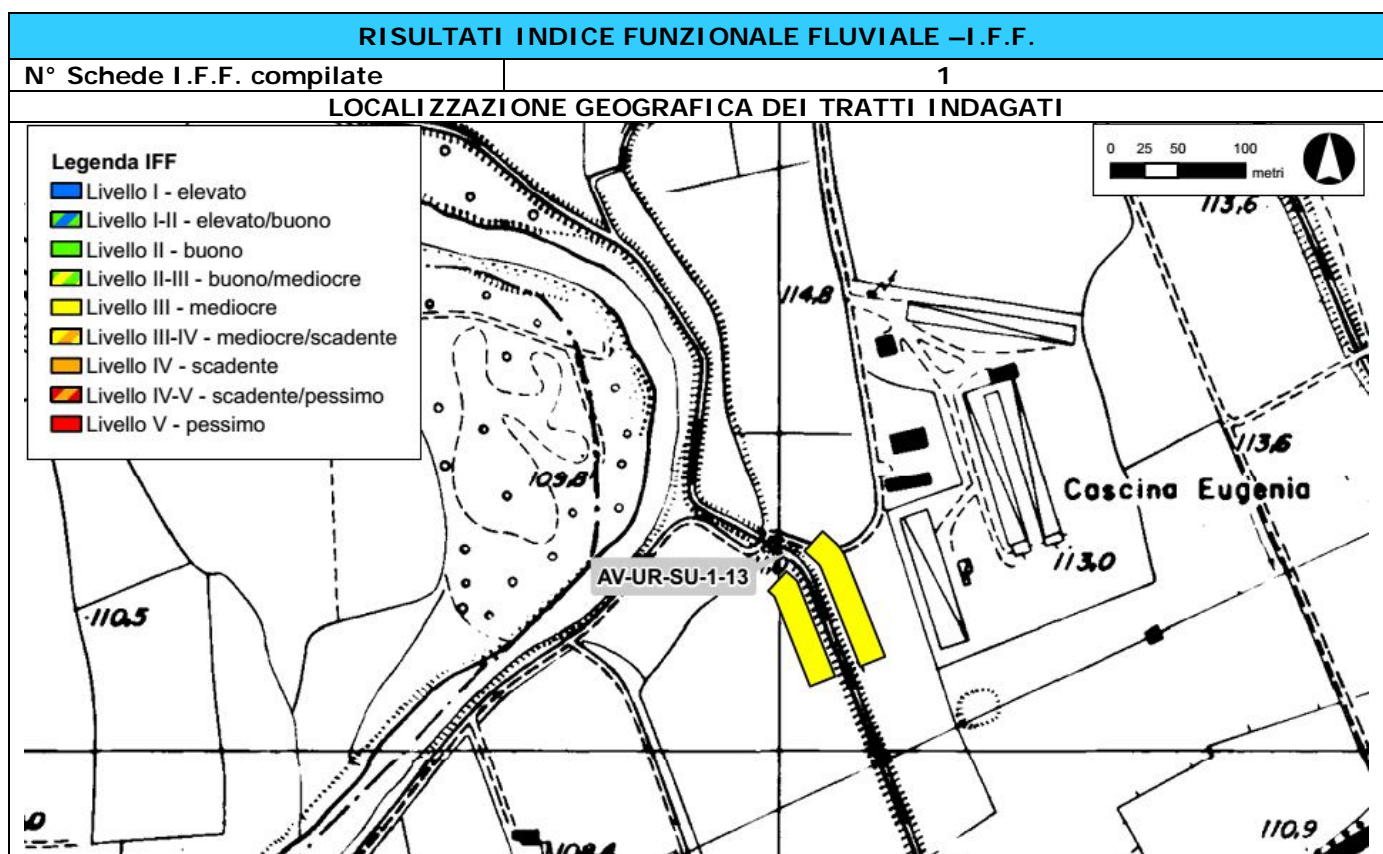 RISULTATI INDICE FUNZIONALE FLUVIALE –I.F.F.
N° Schede I.F.F. compilate 1
LOCALIZZAZIONE GEOGRAFICA DEI TRATTI INDAGATI
Legenda IFF
Livello I - elevato
Livello I-II - elevato/buono
Livello II - buono
Livello II-III - buono/mediocre
Livello III - mediocre
Livello III-IV - mediocre/scadente
Livello IV - scadente
Livello IV-V - scadente/pessimo
Livello V - pessimo
0 25 50 100
metri
113,6
114,8
113,6
109,8
Cascina Eugenia
AV-UR-SU-1-13
113,0
110,5
110,9